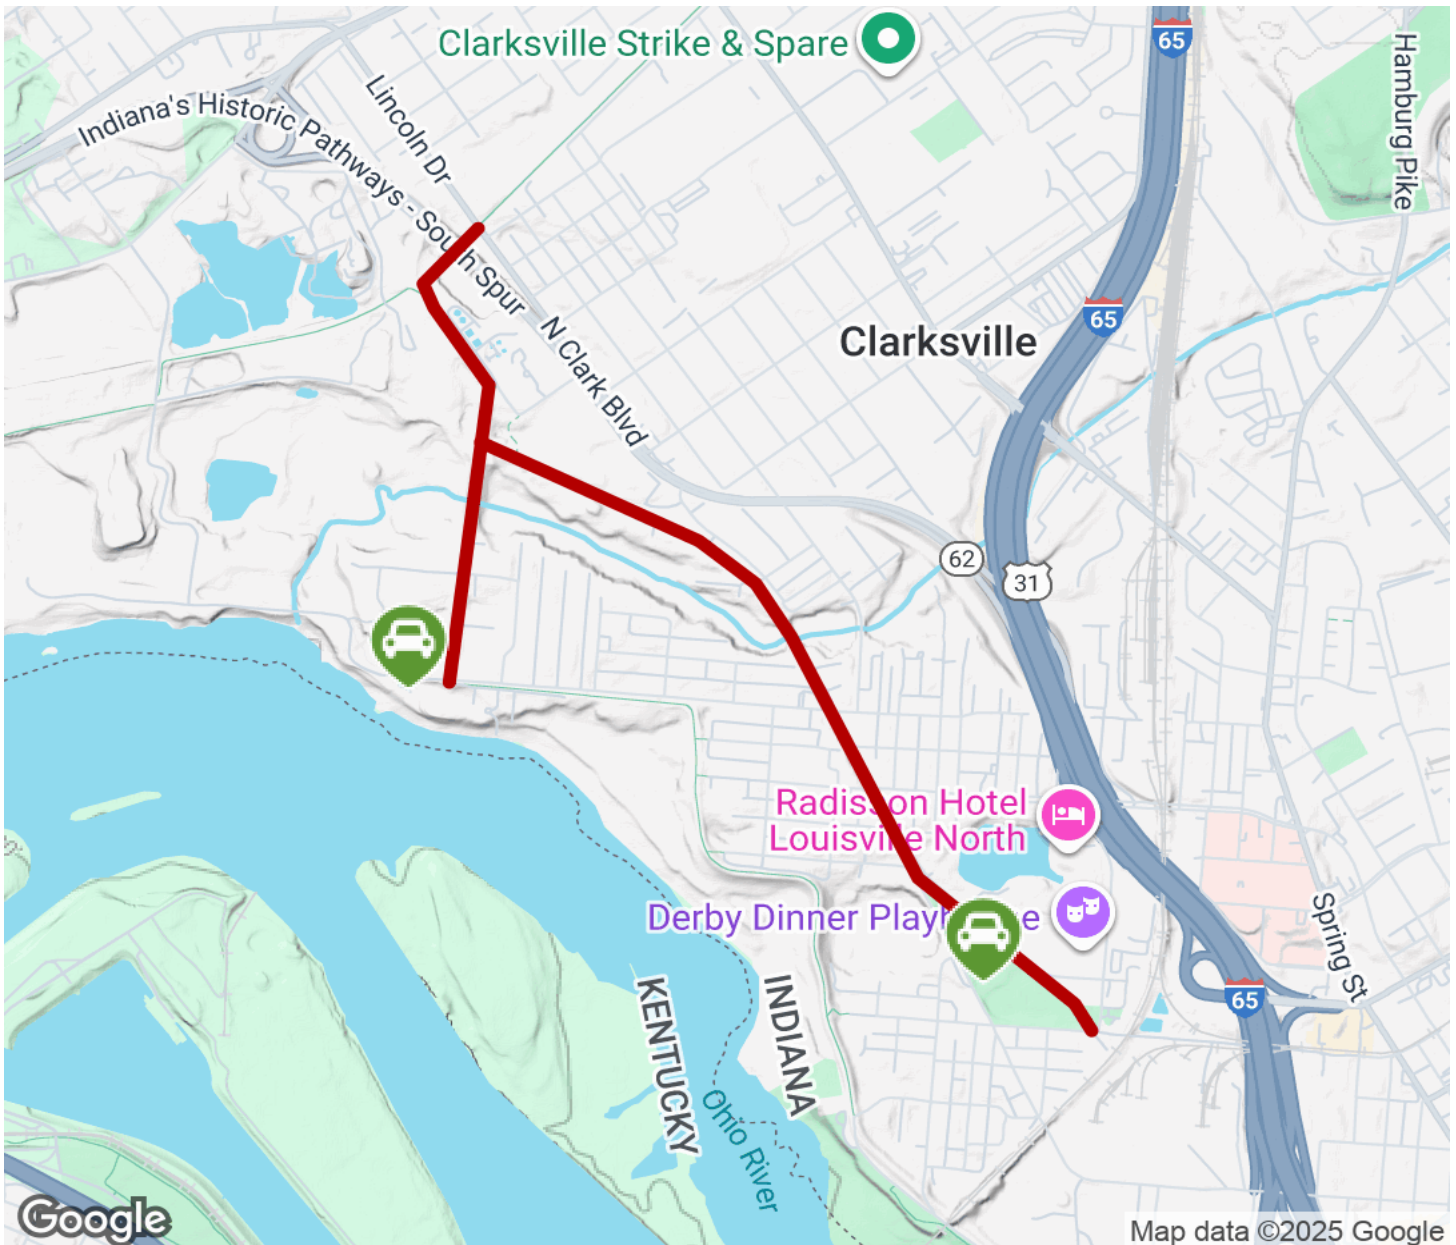 Clarksville Strike & Spare
65
Hamburg Pike
Indiana's Historic Pathways - South Spur
Lincoln Dr
65
N Clark Blvd
Clarksville
62
31
Radisson Hotel
Louisville North
Derby Dinner Playh e
Spring St
65
KENTUCKY
INDIANA
Ohio River
Google
Map data ©2025 Google